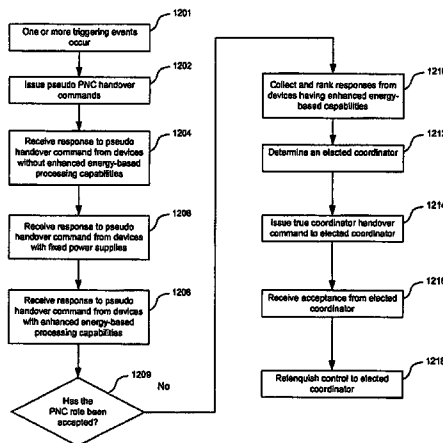 1201
One or more triggering events
occur
1202
Issue pseudo PNC handover
commands
1204
Receive response to pseudo
handover command from devices
without enhanced energy-based
processing capabilities
Receive response to pseudo
handover command from devices
with fixed power supplies
Receive response to pseudo
handover command from devices
with enhanced energy-based
processing capabilities
1209
Has the
PNC role been
accepted?
No
1210
Collect and rank responses from
devices having enhanced energy-
based capabilities
1212
Determine an elected coordinator
1214
Issue true coordinator handover
command to elected coordinator
1216
Receive acceptance from elected
coordinator
1218
Relenquish control to elected
coordinator